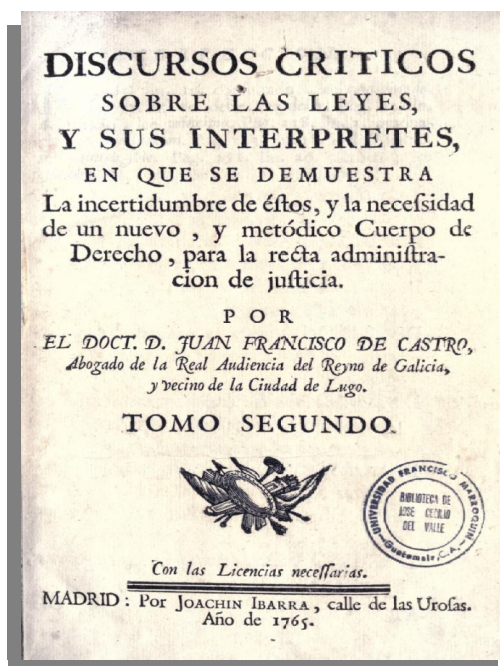 DISCURSOS CRITICOS
SOBRE LAS LEYES,
Y SUS INTERPRETES,
EN QUE SE DEMUESTRA
La incertidumbre de éſtos, y la neceſsidad
de un nuevo , y metódico Cuerpo de
Derecho , para la recta adminiſtra-
cion de juſticia.
POR
EL DOCT. D. JUAN FRANCISCO DE CASTRO,
Abogado de la Real Audiencia del Reyno de Galicia,
y vecino de la Ciudad de Lugo.
TOMO SEGUNDO.
UNIVERSIDAD FRANCISCO MARROQUIN
BIBLIOTECA DE
JOSE CECILIO
DEL VALLE
Guatemala, C.A.
Con las Licencias neceſſarias.
MADRID : Por JOACHIN IBARRA , calle de las Uroſas.
Año de 1765.